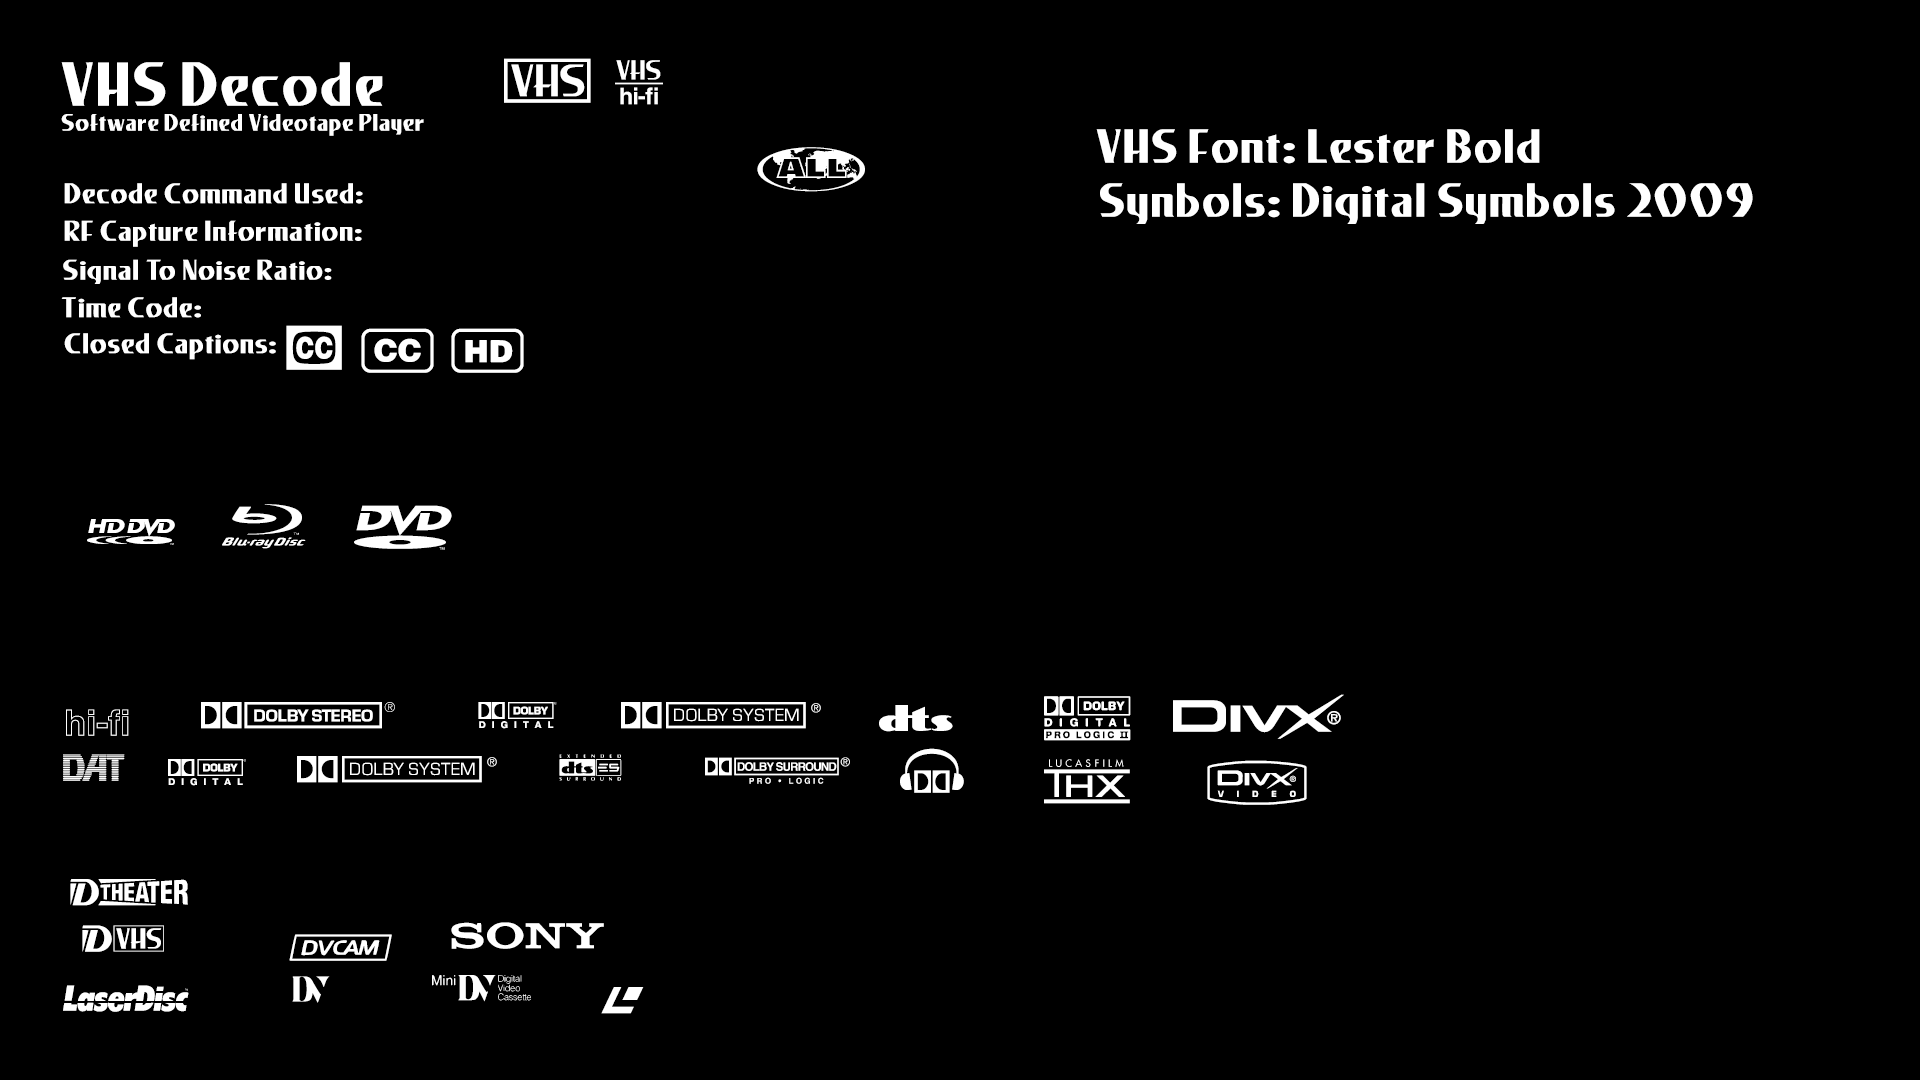 VHS Decode
Software Defined Videotape Player
VHS
VHS
hi-fi
ALL
VHS Font: Lester Bold
Synbols: Digital Symbols 2009
Decode Command Used:
RF Capture Information:
Signal To Noise Ratio:
Time Code:
Closed Captions: CC CC HD
HD DVD
Blu-ray Disc
DVD
hi-fi
DOLBY STEREO®
DOLBY
DIGITAL
DOLBY SYSTEM®
dts
DOLBY
DIGITAL
PRO LOGIC II
DIVX®
DAT
DOLBY
DIGITAL
DOLBY SYSTEM®
EXTENDED
dts ES
SURROUND
DOLBY SURROUND®
PRO • LOGIC
LUCASFILM
THX
DIVX®
VIDEO
D THEATER
D VHS
DVCAM
SONY
LaserDisc
DV
Mini DV Digital
Video
Cassette